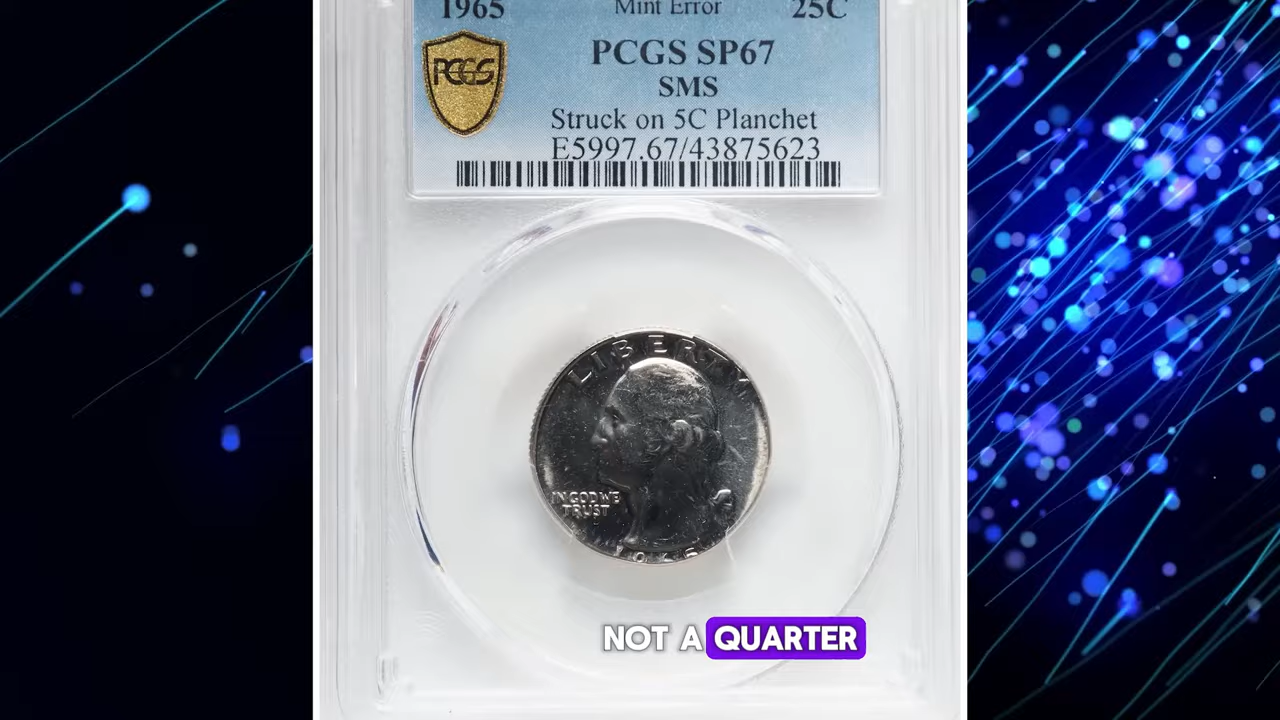 1965 Mint Error 25C
PCGS
PCGS SP67
SMS
Struck on 5C Planchet
E5997.67/43875623
LIBERTY
IN GOD WE
TRUST
1965
NOT A QUARTER